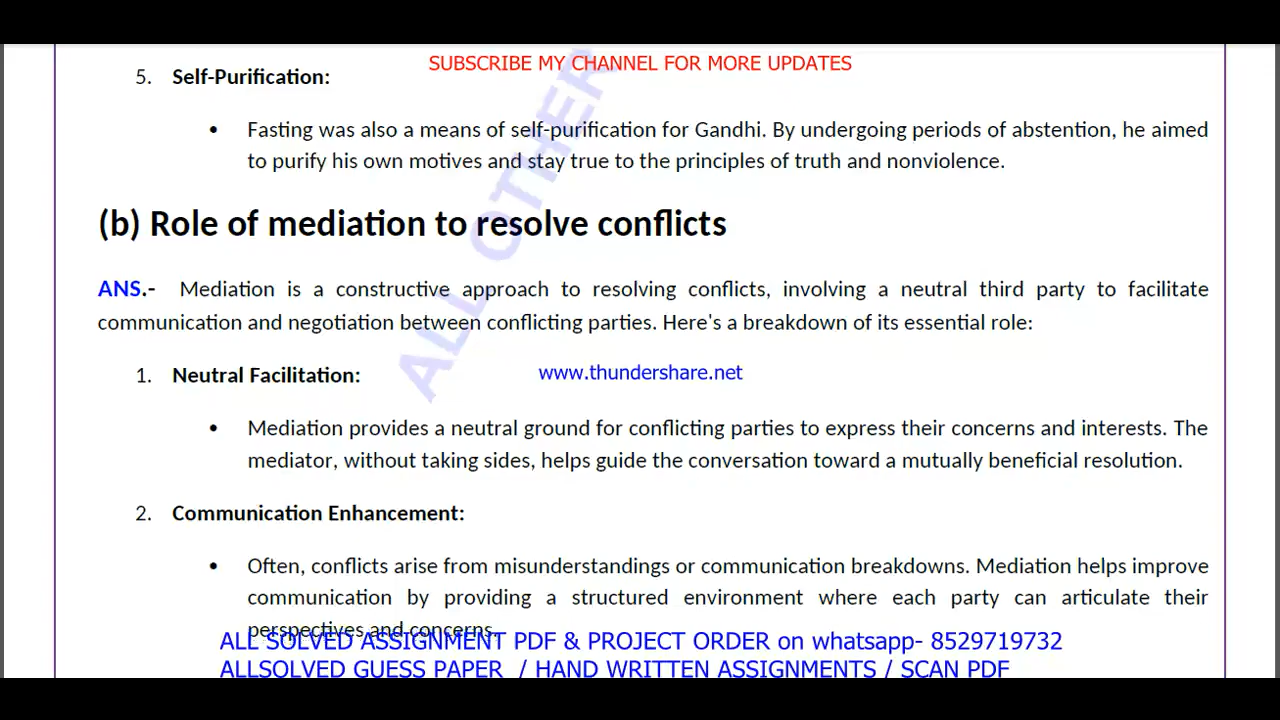 SUBSCRIBE MY CHANNEL FOR MORE UPDATES
5. Self-Purification:
• Fasting was also a means of self-purification for Gandhi. By undergoing periods of abstention, he aimed
to purify his own motives and stay true to the principles of truth and nonviolence.
(b) Role of mediation to resolve conflicts
ANS.- Mediation is a constructive approach to resolving conflicts, involving a neutral third party to facilitate
communication and negotiation between conflicting parties. Here's a breakdown of its essential role:
1. Neutral Facilitation:
www.thundershare.net
• Mediation provides a neutral ground for conflicting parties to express their concerns and interests. The
mediator, without taking sides, helps guide the conversation toward a mutually beneficial resolution.
2. Communication Enhancement:
• Often, conflicts arise from misunderstandings or communication breakdowns. Mediation helps improve
communication by providing a structured environment where each party can articulate their
perspectives and concerns.
ALL SOLVED ASSIGNMENT PDF & PROJECT ORDER on whatsapp- 8529719732
ALLSOLVED GUESS PAPER / HAND WRITTEN ASSIGNMENTS / SCAN PDF
ALL OTHER